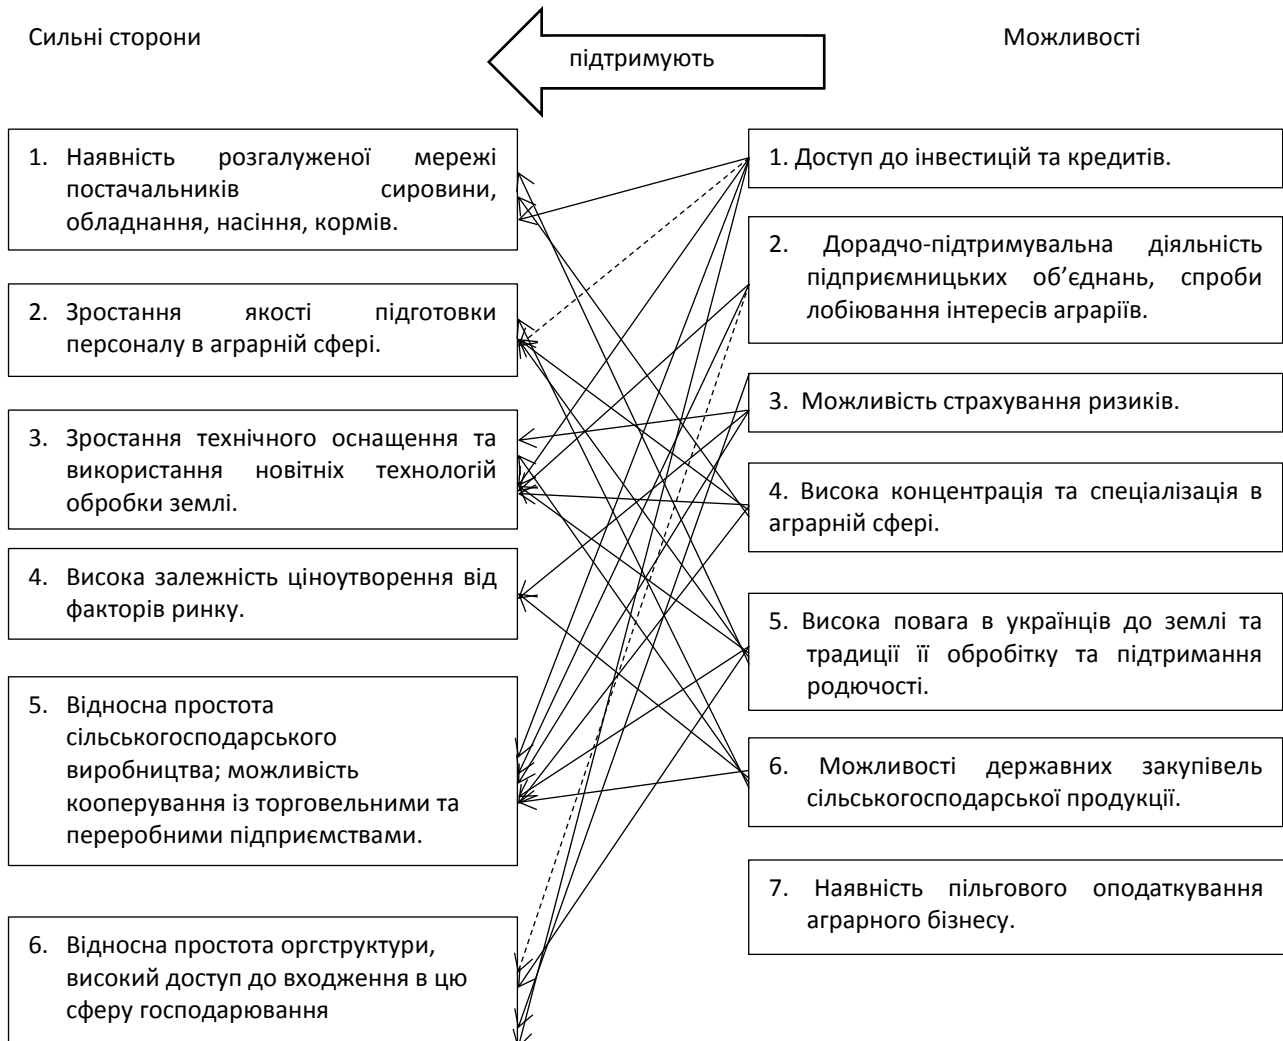 Сильні сторони
підтримують
Можливості
1. Наявність розгалуженої мережі
постачальників сировини,
обладнання, насіння, кормів.
2. Зростання якості підготовки
персоналу в аграрній сфері.
3. Зростання технічного оснащення та
використання новітніх технологій
обробки землі.
4. Висока залежність ціноутворення від
факторів ринку.
5. Відносна простота
сільськогосподарського
виробництва; можливість
кооперування із торговельними та
переробними підприємствами.
6. Відносна простота оргструктури,
високий доступ до входження в цю
сферу господарювання
1. Доступ до інвестицій та кредитів.
2. Дорадчо-підтримувальна діяльність
підприємницьких об’єднань, спроби
лобіювання інтересів аграріїв.
3. Можливість страхування ризиків.
4. Висока концентрація та спеціалізація в
аграрній сфері.
5. Висока повага в українців до землі та
традиції її обробітку та підтримання
родючості.
6. Можливості державних закупівель
сільськогосподарської продукції.
7. Наявність пільгового оподаткування
аграрного бізнесу.